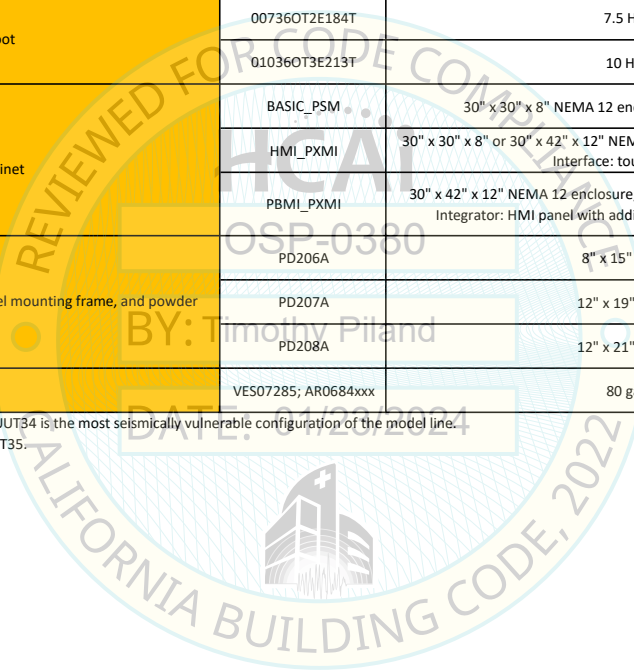 00736OT2E184T 7.5 H
oot
01036OT3E213T 10 H
BASIC_PSM 30" x 30" x 8" NEMA 12 enc
inet HMI_PXMI 30" x 30" x 8" or 30" x 42" x 12" NEM
Interface: tou
PBMI_PXMI 30" x 42" x 12" NEMA 12 enclosure,
Integrator: HMI panel with addi
PD206A 8" x 15"
el mounting frame, and powder PD207A 12" x 19"
PD208A 12" x 21"
VES07285; AR0684xxx 80 ga
UUT34 is the most seismically vulnerable configuration of the model line.
T35.
REVIEWED FOR CODE COMPLIANCE
HCAI
OSP-0380
BY: Timothy Piland
DATE: 01/23/2024
CALIFORNIA BUILDING CODE, 2022